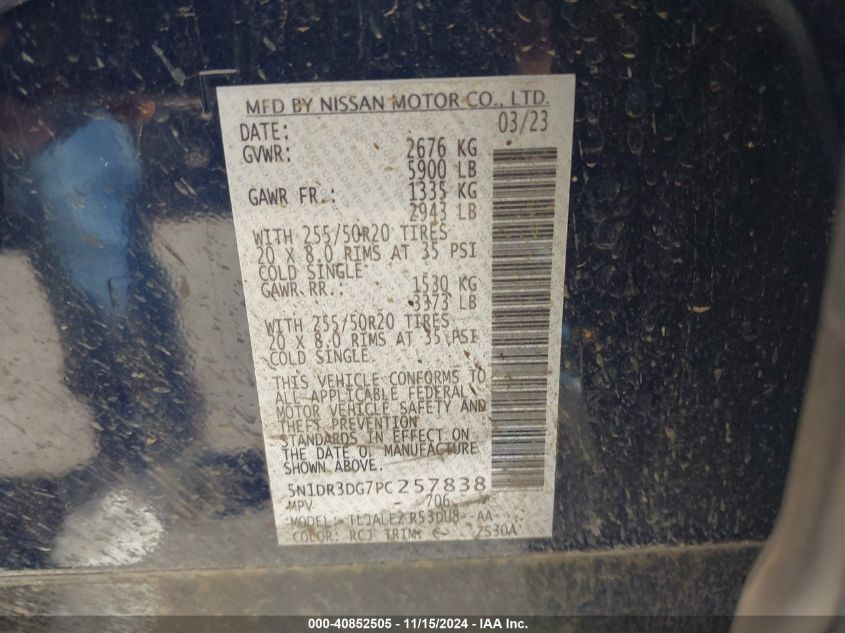 MFD BY NISSAN MOTOR CO., LTD.
DATE: 03/23
GVWR: 2676 KG
5900 LB
GAWR FR.: 1335 KG
2943 LB
WITH 255/50R20 TIRES
20 X 8.0 RIMS AT 35 PSI
COLD SINGLE
GAWR RR.: 1530 KG
3373 LB
WITH 255/50R20 TIRES
20 X 8.0 RIMS AT 35 PSI
COLD SINGLE
THIS VEHICLE CONFORMS TO
ALL APPLICABLE FEDERAL
MOTOR VEHICLE SAFETY AND
THEFT PREVENTION
STANDARDS IN EFFECT ON
THE DATE OF MANUFACTURE
SHOWN ABOVE.
5N1DR3DG7PC257838
MPV 706
MODEL: AA
COLOR: RCJ TRIM:
000-40852505 - 11/15/2024 - IAA Inc.